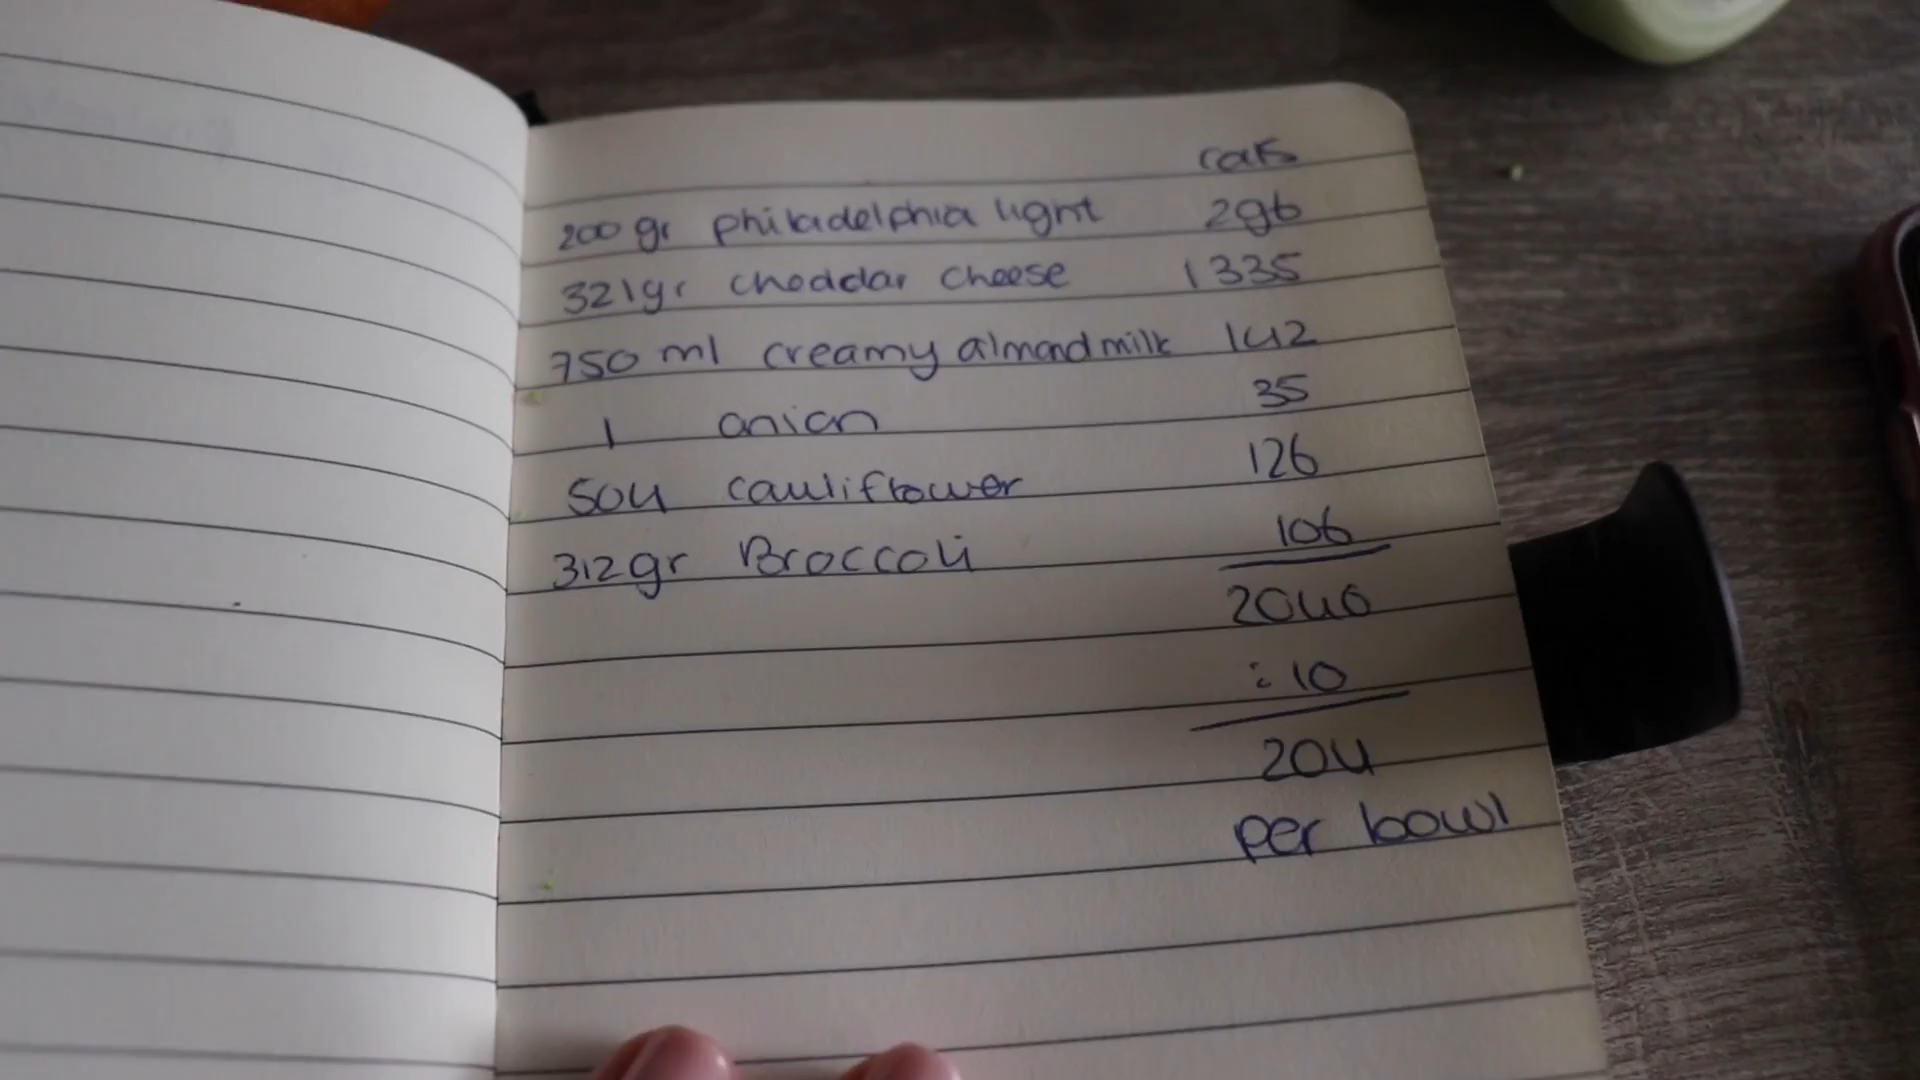 cals
200 gr philadelphia light 296
321gr cheddar cheese 1335
750 ml creamy almond milk 142
1 onion 35
504 cauliflower 126
312gr Broccoli 106
2040
: 10
204
per bowl